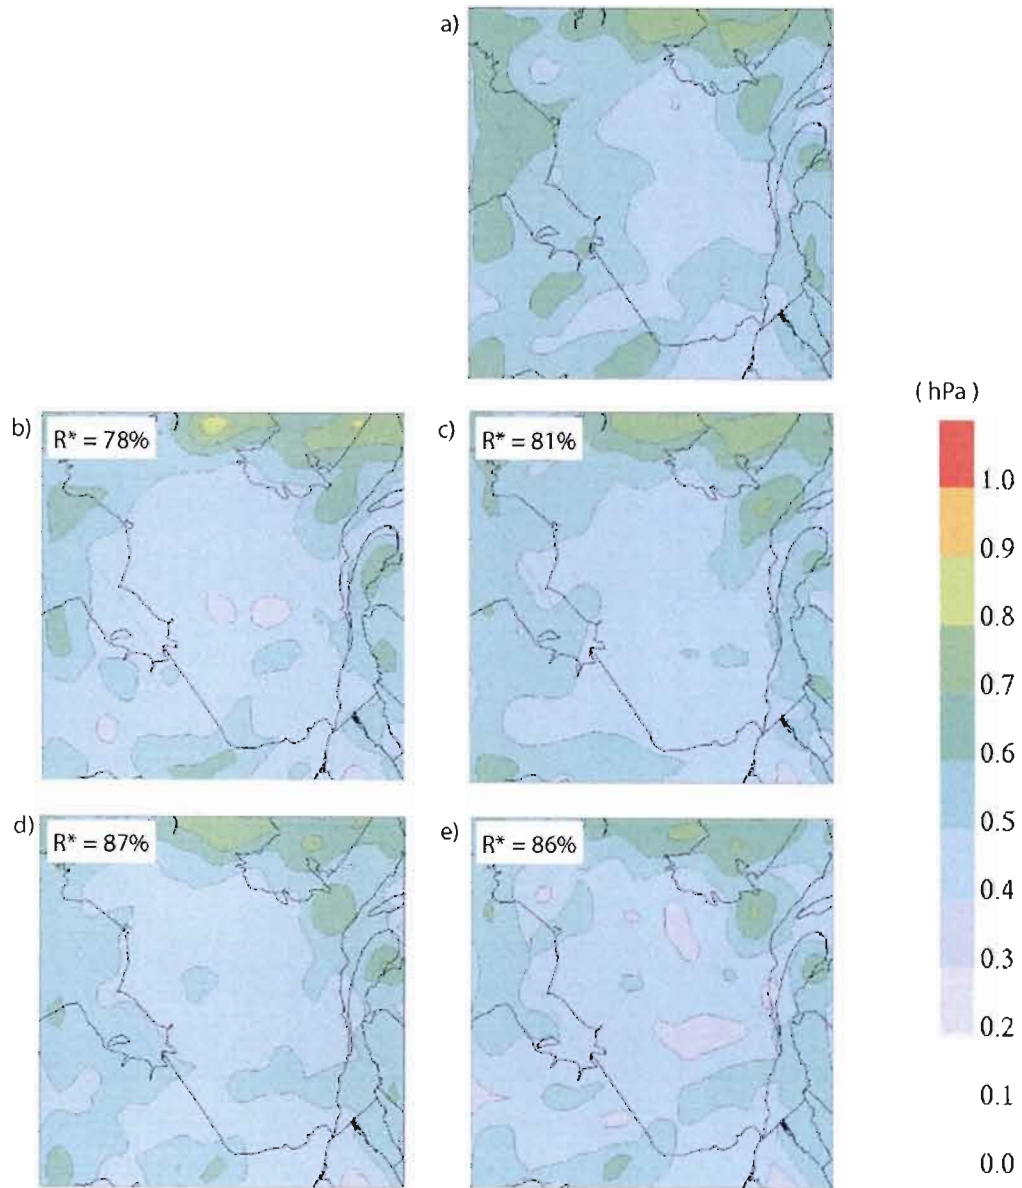 a)
b)
R* = 78%
c)
R* = 81%
( hPa )
1.0
0.9
0.8
0.7
0.6
0.5
0.4
0.3
0.2
0.1
0.0
d)
R* = 87%
e)
R* = 86%